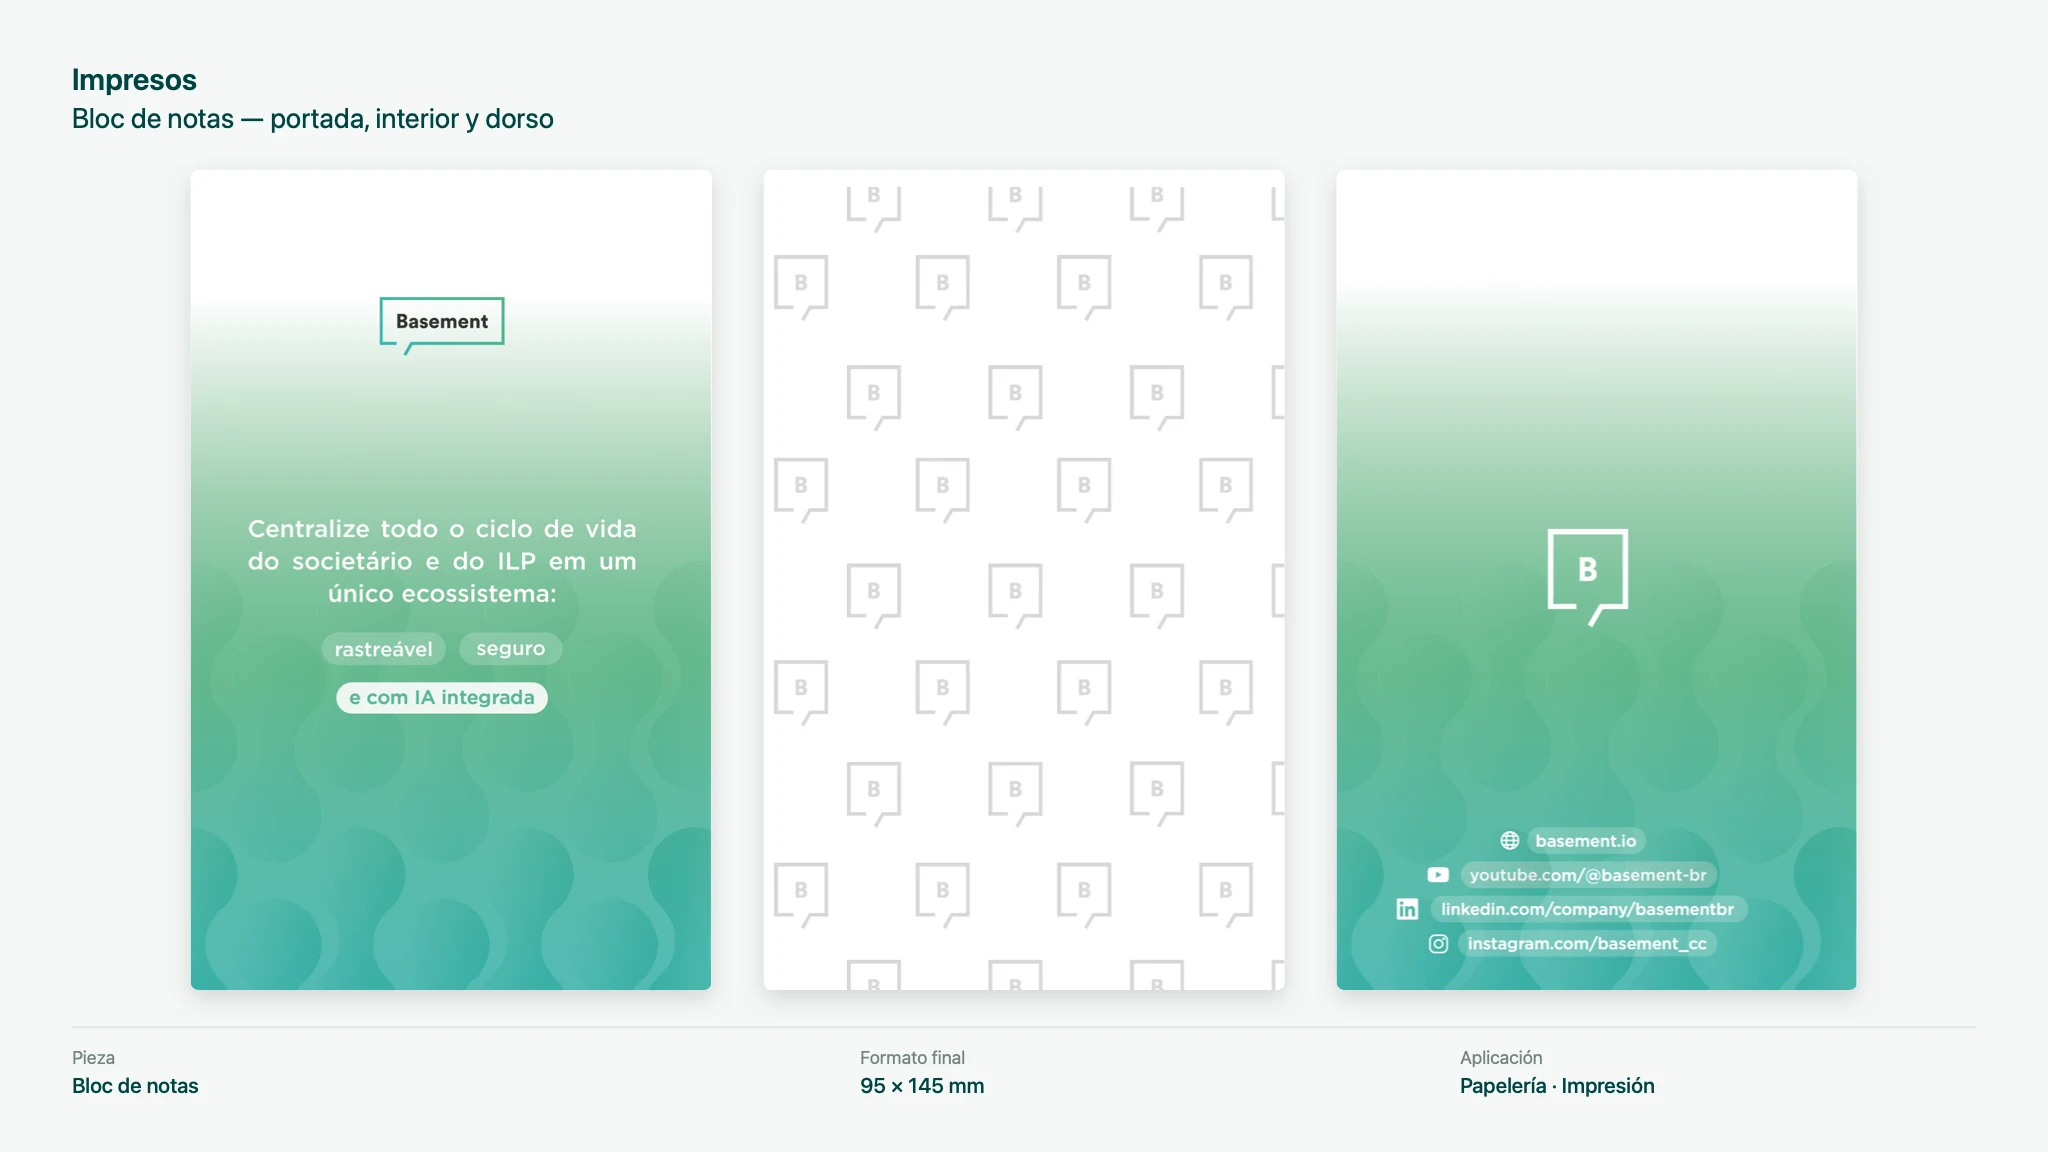 Impresos
Bloc de notas — portada, interior y dorso
Basement
Centralize todo o ciclo de vida
do societário e do ILP em um
único ecossistema:
rastreável seguro
e com IA integrada
B B B
B B B B
B B B
B B B B
B B B
B B B B
B B B
B B B B
B B B
B
basement.io
youtube.com/@basement-br
linkedin.com/company/basementbr
instagram.com/basement_cc
Pieza
Bloc de notas
Formato final
95 × 145 mm
Aplicación
Papelería · Impresión